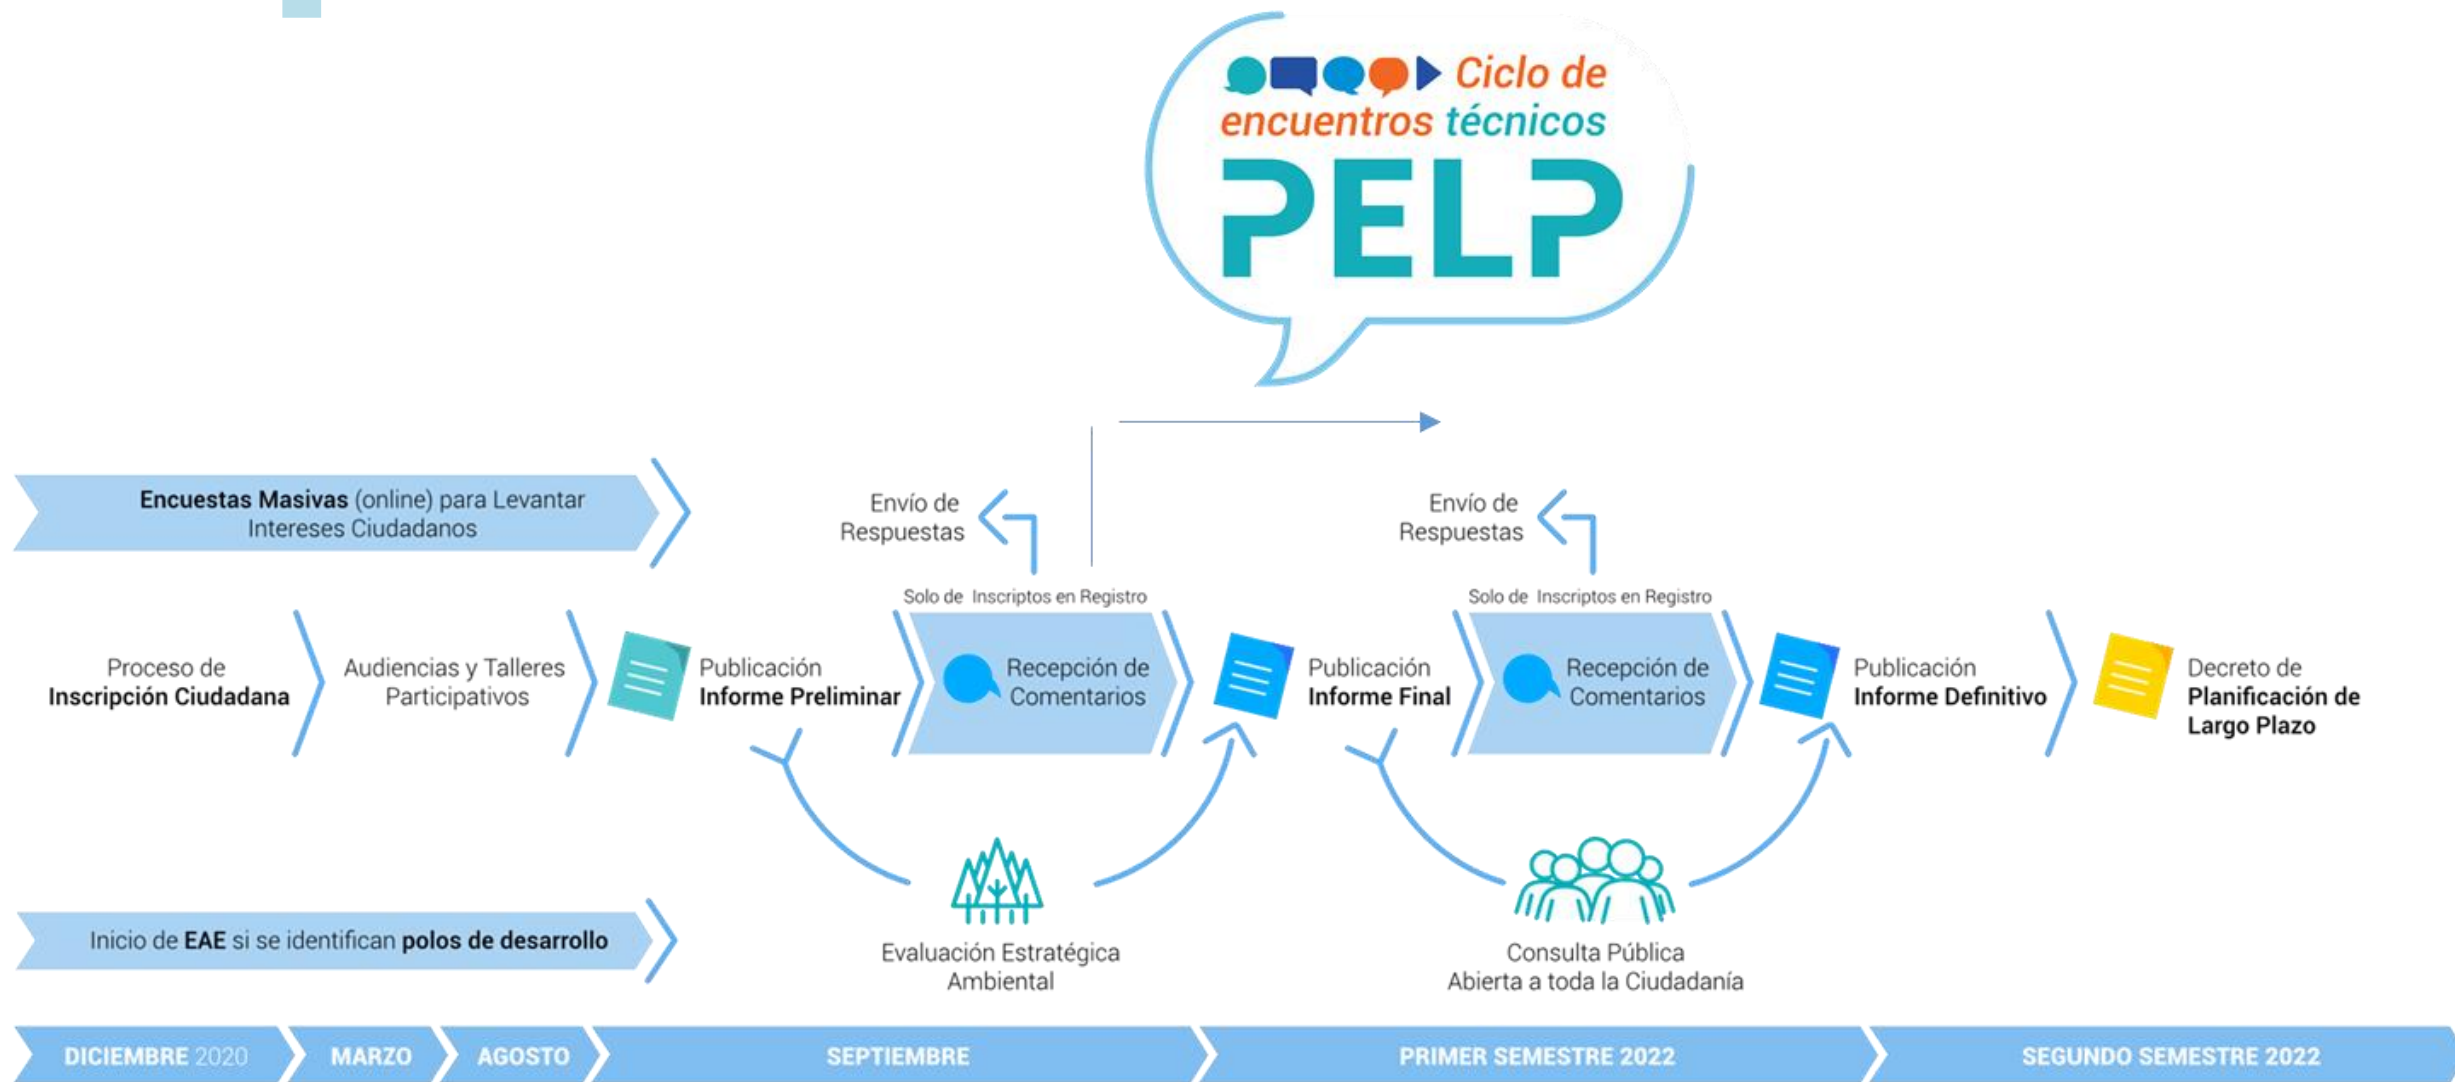 Ciclo de
encuentros técnicos
PELP
Encuestas Masivas (online) para Levantar
Intereses Ciudadanos
Envío de
Respuestas
Envío de
Respuestas
Solo de Inscriptos en Registro
Solo de Inscriptos en Registro
Proceso de
Inscripción Ciudadana
Audiencias y Talleres
Participativos
Publicación
Informe Preliminar
Recepción de
Comentarios
Publicación
Informe Final
Recepción de
Comentarios
Publicación
Informe Definitivo
Decreto de
Planificación de
Largo Plazo
Inicio de EAE si se identifican polos de desarrollo
Evaluación Estratégica
Ambiental
Consulta Pública
Abierta a toda la Ciudadanía
DICIEMBRE 2020
MARZO
AGOSTO
SEPTIEMBRE
PRIMER SEMESTRE 2022
SEGUNDO SEMESTRE 2022